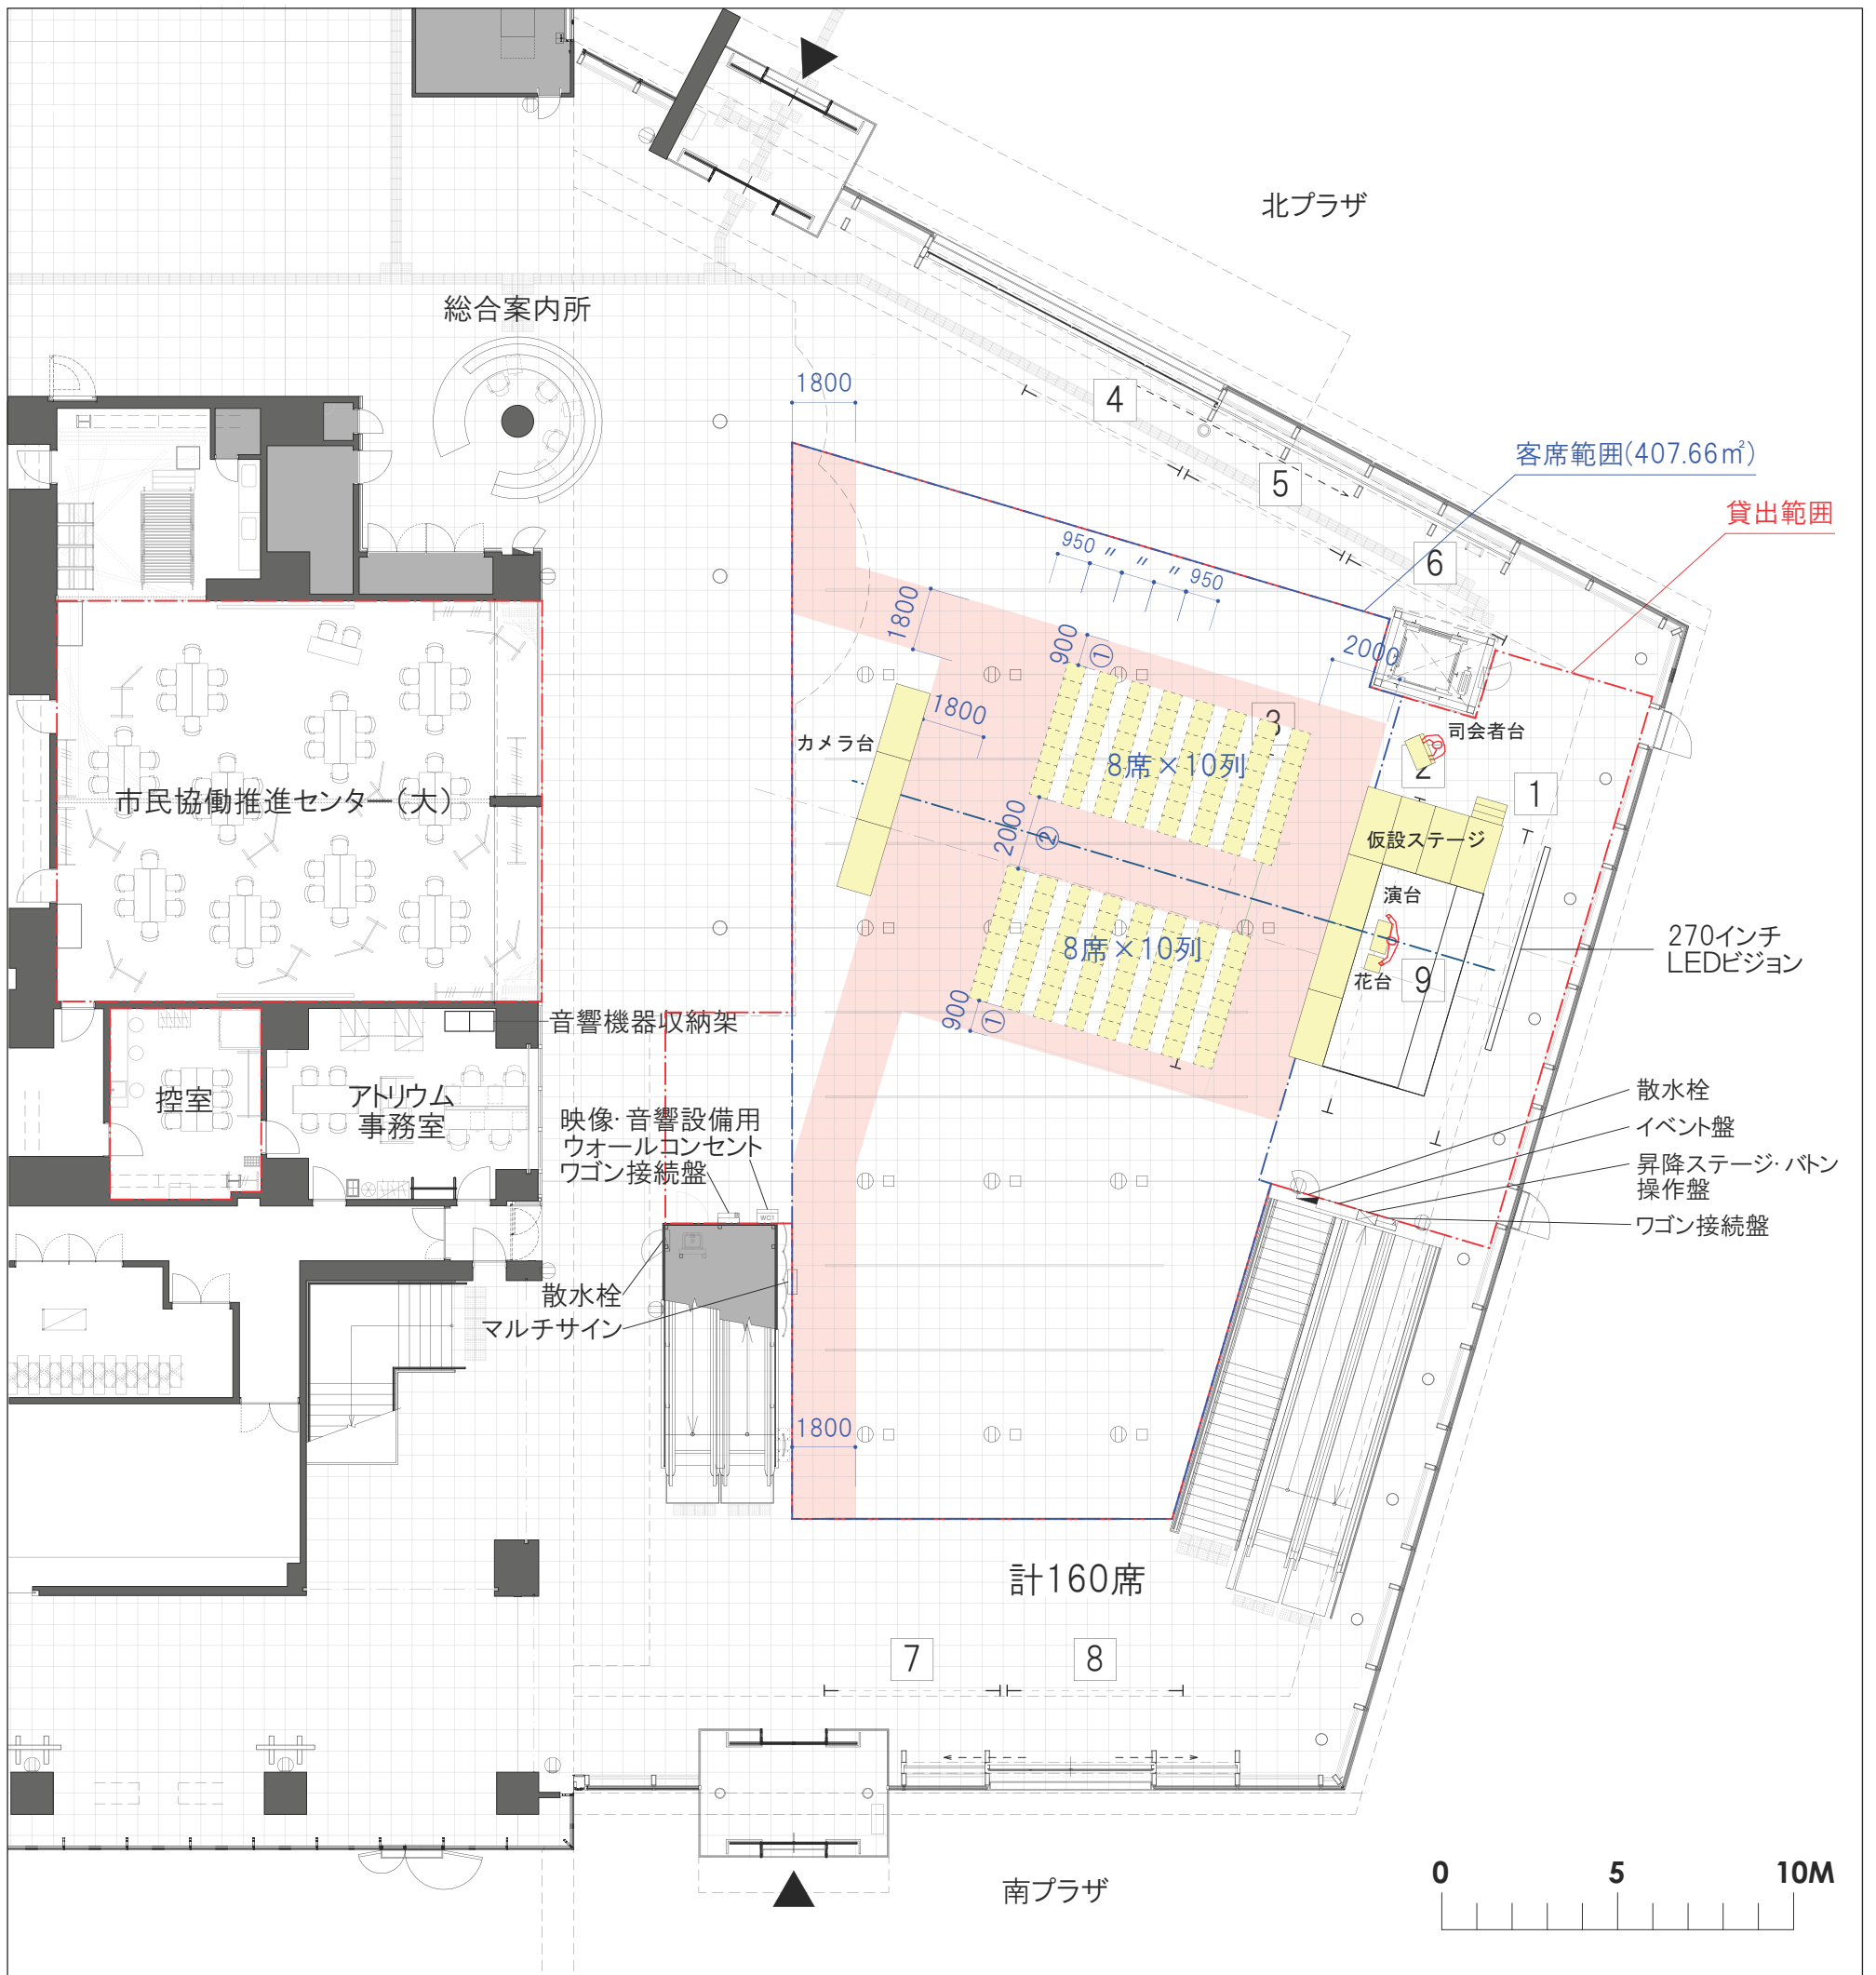 北プラザ
総合案内所
1800
4
客席範囲(407.66㎡)
5
貸出範囲
950 〃 〃 〃 950
6
1800
900
①
2000
1800
3
司会者台
カメラ台
8席×10列
2
市民協働推進センター(大)
1
2000
②
仮設ステージ
演台
8席×10列
270インチ
LEDビジョン
花台
9
900
①
音響機器収納架
控室
アトリウム
事務室
散水栓
映像・音響設備用
ウォールコンセント
ワゴン接続盤
イベント盤
昇降ステージ・バトン
操作盤
WC1
ワゴン接続盤
散水栓
マルチサイン
1800
計160席
7
8
南プラザ
0 5 10M